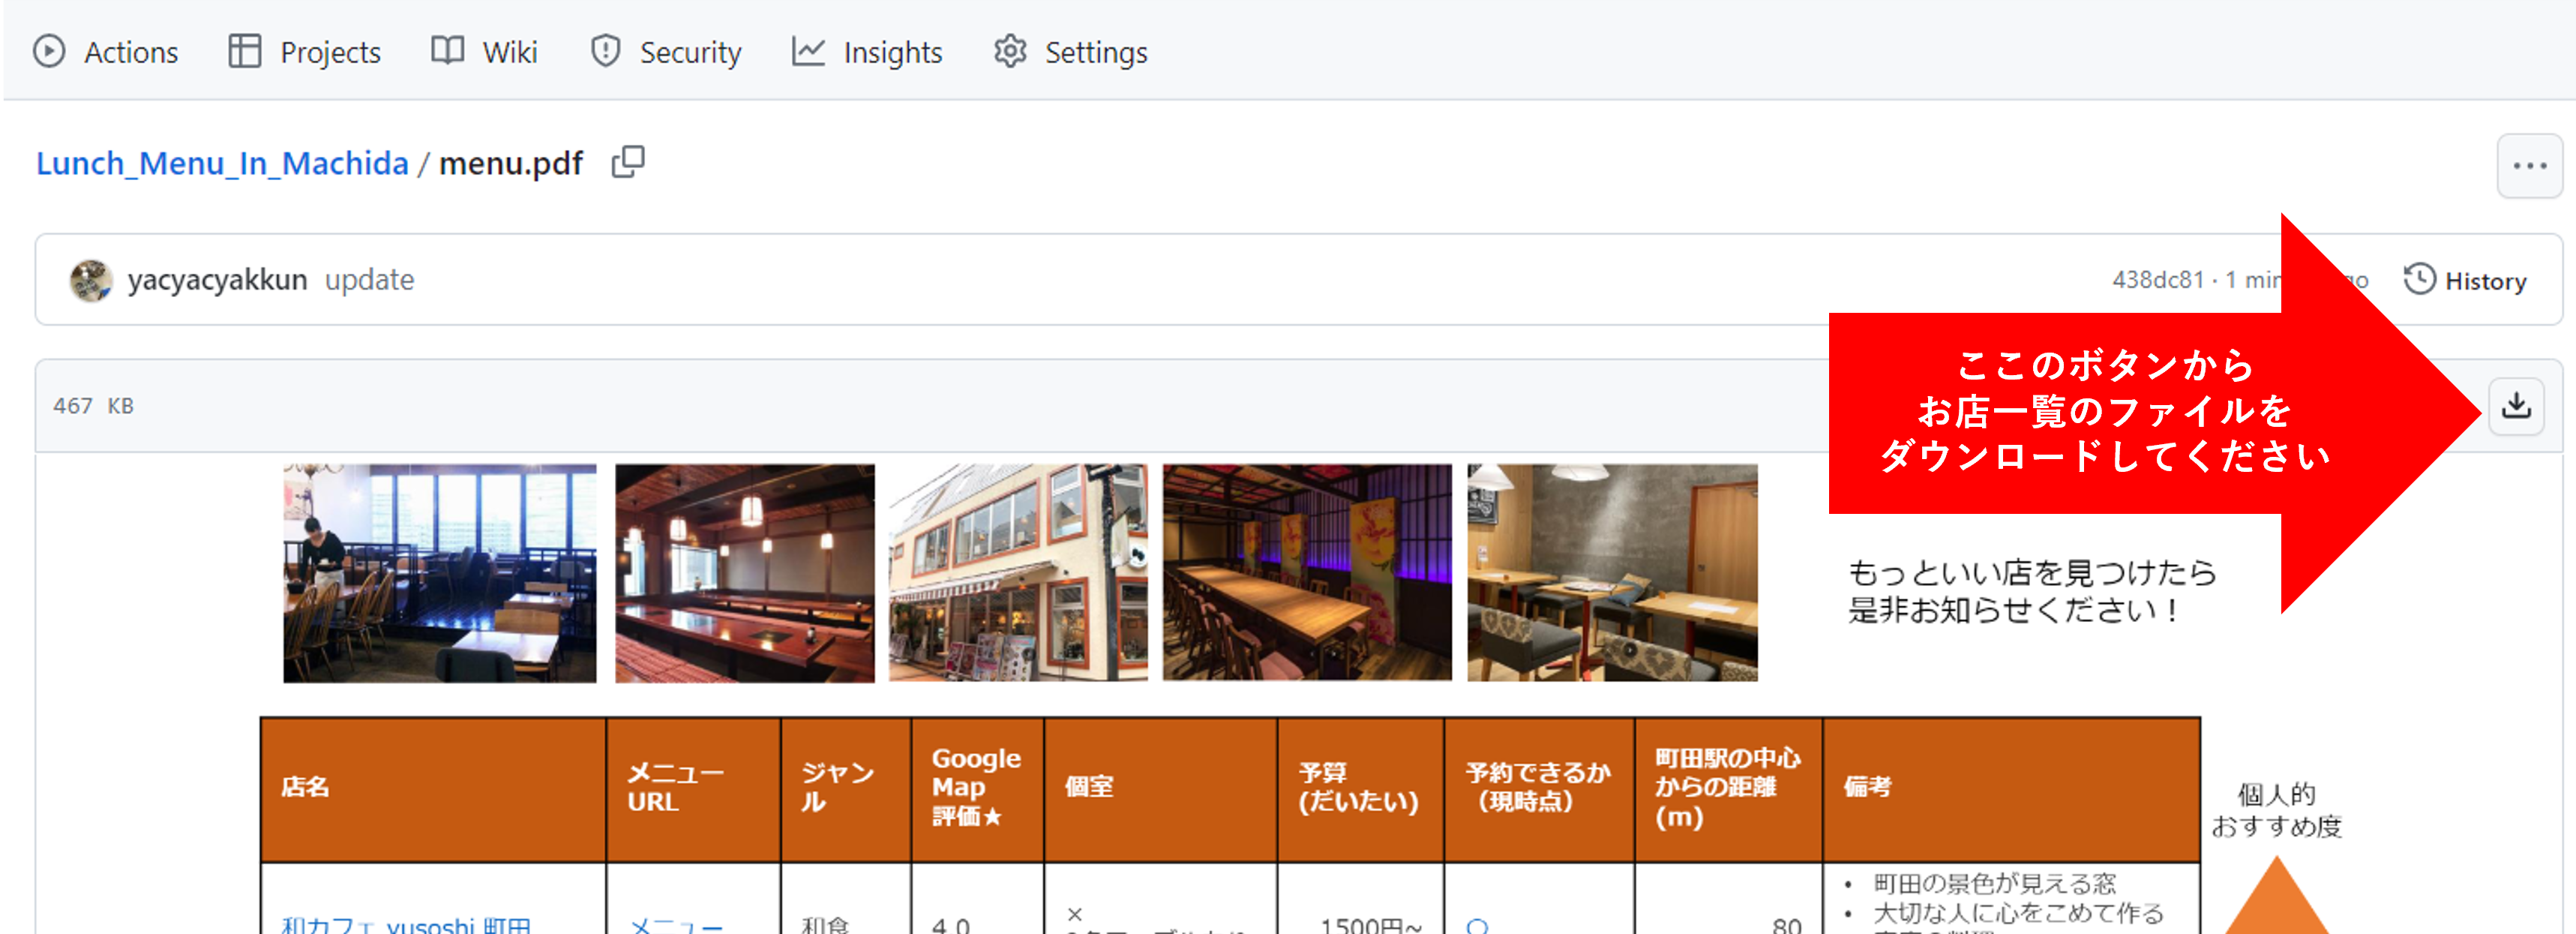 Actions Projects Wiki Security Insights Settings
Lunch_Menu_In_Machida / menu.pdf
yacyacyakkun update
438dc81 · 1 min
go
History
467 KB
ここのボタンから
お店一覧のファイルを
ダウンロードしてください
もっといい店を見つけたら
是非お知らせください！
店名
メニュー
URL
ジャン
ル
Google
Map
評価★
個室
予算
(だいたい)
予約できるか
（現時点）
町田駅の中心
からの距離
(m)
備考
個人的
おすすめ度
和カフェ yusoshi 町田
メニュー
和食
4.0
×
1500円~
○
80
• 町田の景色が見える窓
• 大切な人に心をこめて作る